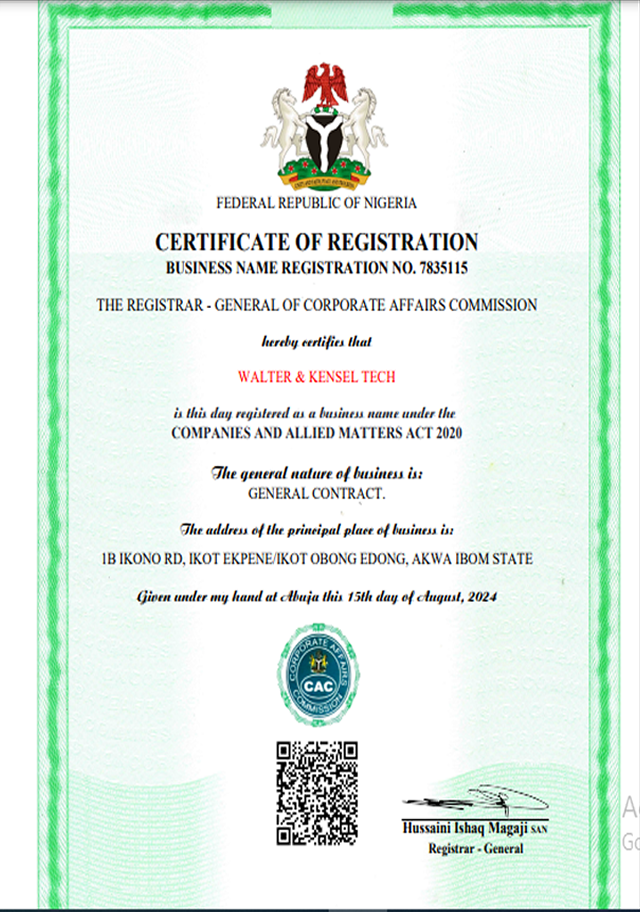 FEDERAL REPUBLIC OF NIGERIA
CERTIFICATE OF REGISTRATION
BUSINESS NAME REGISTRATION NO. 7835115
THE REGISTRAR - GENERAL OF CORPORATE AFFAIRS COMMISSION
hereby certifies that
WALTER & KENSEL TECH
is this day registered as a business name under the
COMPANIES AND ALLIED MATTERS ACT 2020
The general nature of business is:
GENERAL CONTRACT.
The address of the principal place of business is:
1B IKONO RD, IKOT EKPENE/IKOT OBONG EDONG, AKWA IBOM STATE
Given under my hand at Abuja this 15th day of August, 2024
CORPORATE AFFAIRS
CAC
COMMISSION
Hussaini Ishaq Magaji SAN
Registrar - General